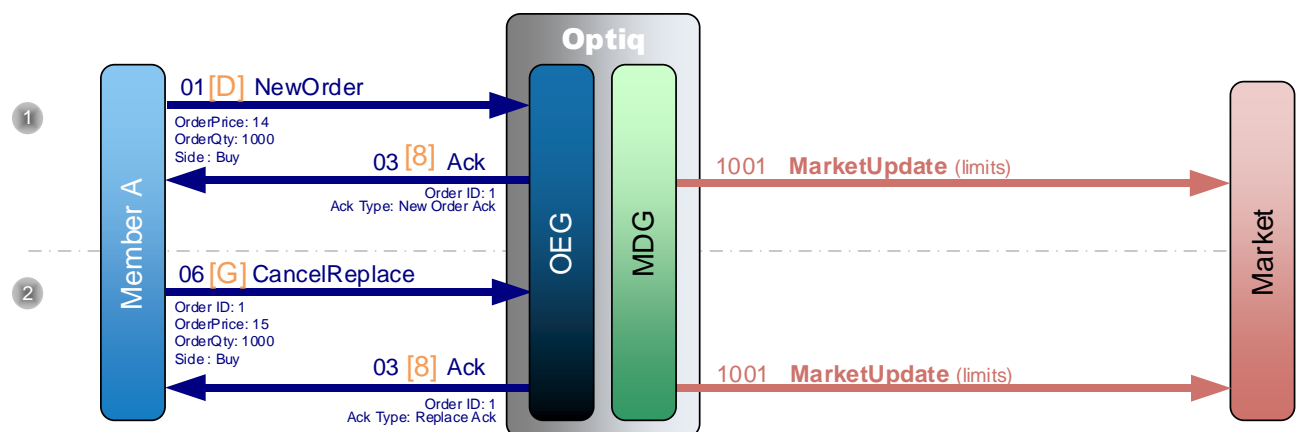 Optiq
01 [D] NewOrder
1
OrderPrice: 14
OrderQty: 1000
Side: Buy
03 [8] Ack
1001 MarketUpdate (limits)
Order ID: 1
Ack Type: New Order Ack
Member A
OEG
MDG
Market
06 [G] CancelReplace
2
Order ID: 1
OrderPrice: 15
OrderQty: 1000
Side: Buy
03 [8] Ack
1001 MarketUpdate (limits)
Order ID: 1
Ack Type: Replace Ack